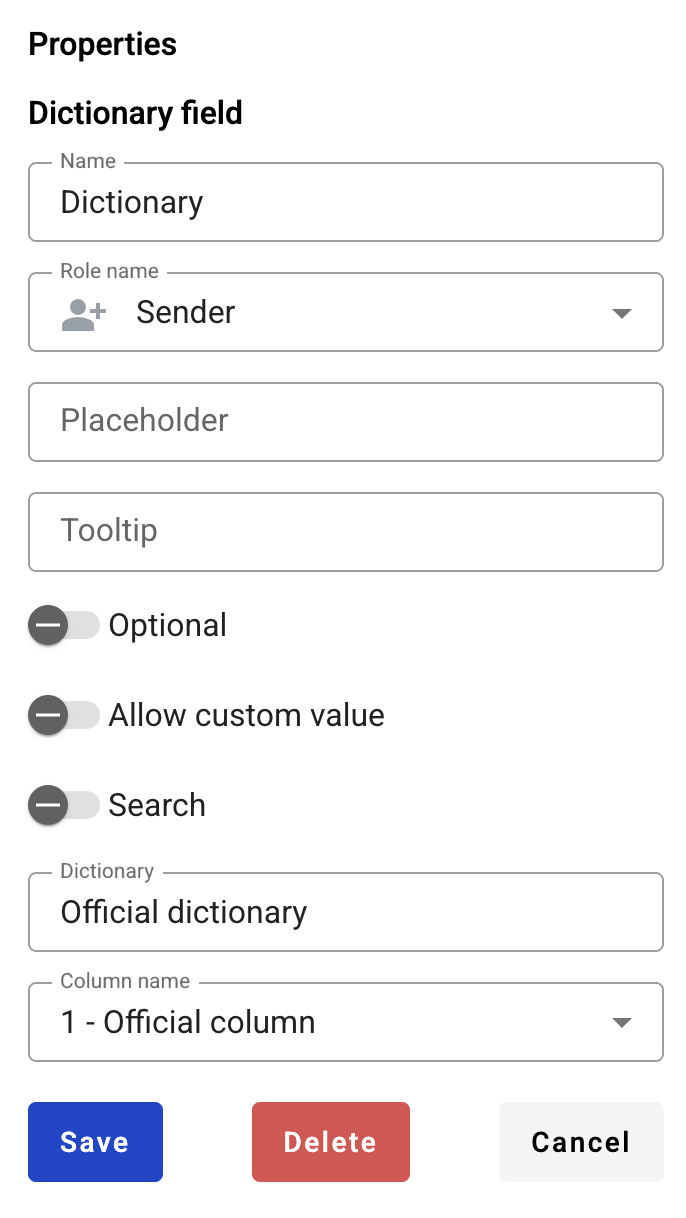 Properties
Dictionary field
Name
Dictionary
Role name
Sender
Placeholder
Tooltip
Optional
Allow custom value
Search
Dictionary
Official dictionary
Column name
1 - Official column
Save Delete Cancel